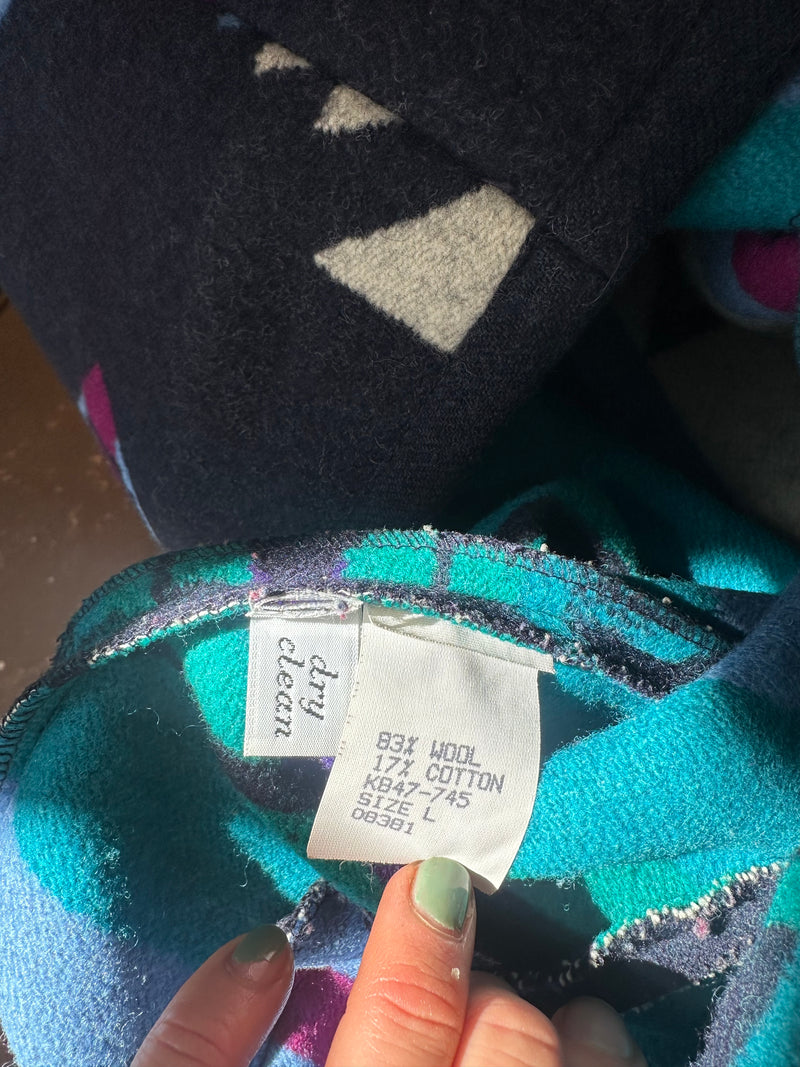 dry
clean
83% WOOL
17% COTTON
KB47-745
SIZE L
08381